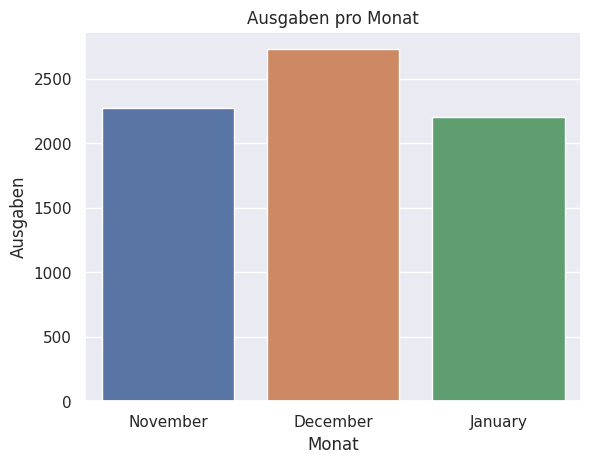 Ausgaben pro Monat
Ausgaben
2500
2000
1500
1000
500
0
November December January
Monat